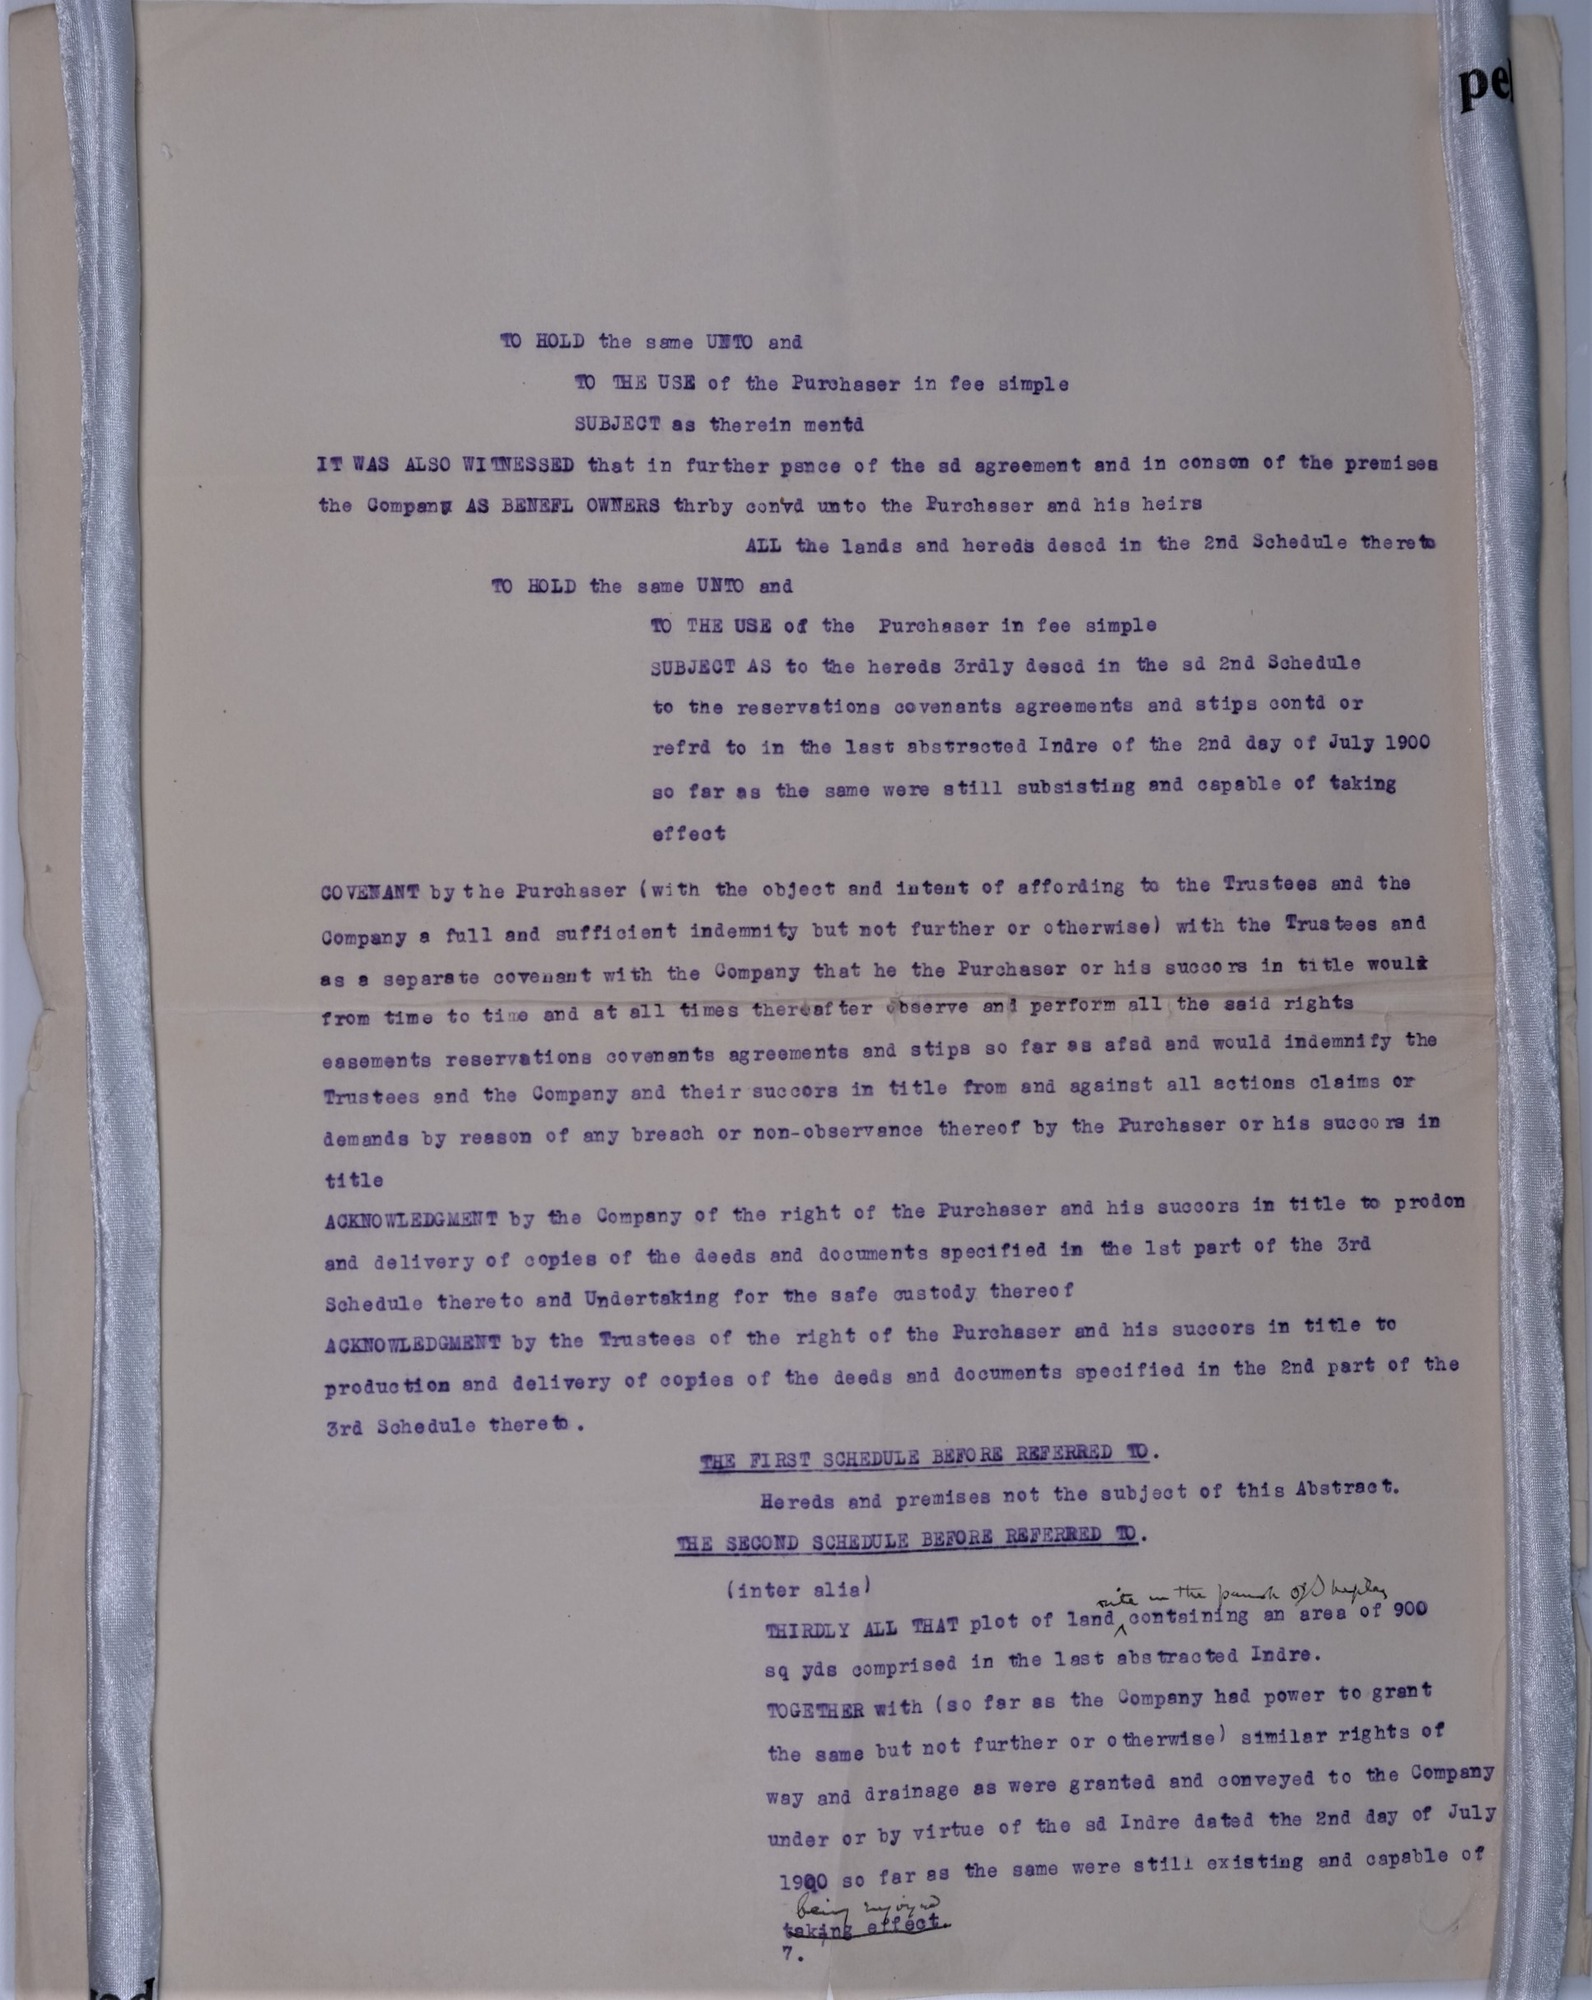 pe
TO HOLD the same UNTO and
TO THE USE of the Purchaser in fee simple
SUBJECT as therein mentd
IT WAS ALSO WITNESSED that in further psnce of the sd agreement and in conson of the premises
the Company AS BENEFL OWNERS thrby con'vd unto the Purchaser and his heirs
ALL the lands and hereds descd in the 2nd Schedule thereto
TO HOLD the same UNTO and
TO THE USE of the Purchaser in fee simple
SUBJECT AS to the hereds 3rdly descd in the sd 2nd Schedule
to the reservations covenants agreements and stips contd or
refrd to in the last abstracted Indre of the 2nd day of July 1900
so far as the same were still subsisting and capable of taking
effect
COVENANT by the Purchaser (with the object and intent of affording to the Trustees and the
Company a full and sufficient indemnity but not further or otherwise) with the Trustees and
as a separate covenant with the Company that he the Purchaser or his succors in title would
from time to time and at all times thereafter observe and perform all the said rights
easements reservations covenants agreements and stips so far as afsd and would indemnify the
Trustees and the Company and their succors in title from and against all actions claims or
demands by reason of any breach or non-observance thereof by the Purchaser or his succors in
title
ACKNOWLEDGMENT by the Company of the right of the Purchaser and his succors in title to prodon
and delivery of copies of the deeds and documents specified in the 1st part of the 3rd
Schedule thereto and Undertaking for the safe custody thereof
ACKNOWLEDGMENT by the Trustees of the right of the Purchaser and his succors in title to
production and delivery of copies of the deeds and documents specified in the 2nd part of the
3rd Schedule thereto.
THE FIRST SCHEDULE BEFORE REFERRED TO.
Hereds and premises not the subject of this Abstract.
THE SECOND SCHEDULE BEFORE REFERRED TO.
(inter alia)
site in the parish of Shepley
THIRDLY ALL THAT plot of land containing an area of 900
sq yds comprised in the last abstracted Indre.
TOGETHER with (so far as the Company had power to grant
the same but not further or otherwise) similar rights of
way and drainage as were granted and conveyed to the Company
under or by virtue of the sd Indre dated the 2nd day of July
1900 so far as the same were still existing and capable of
being enjoyed
taking effect.
7.